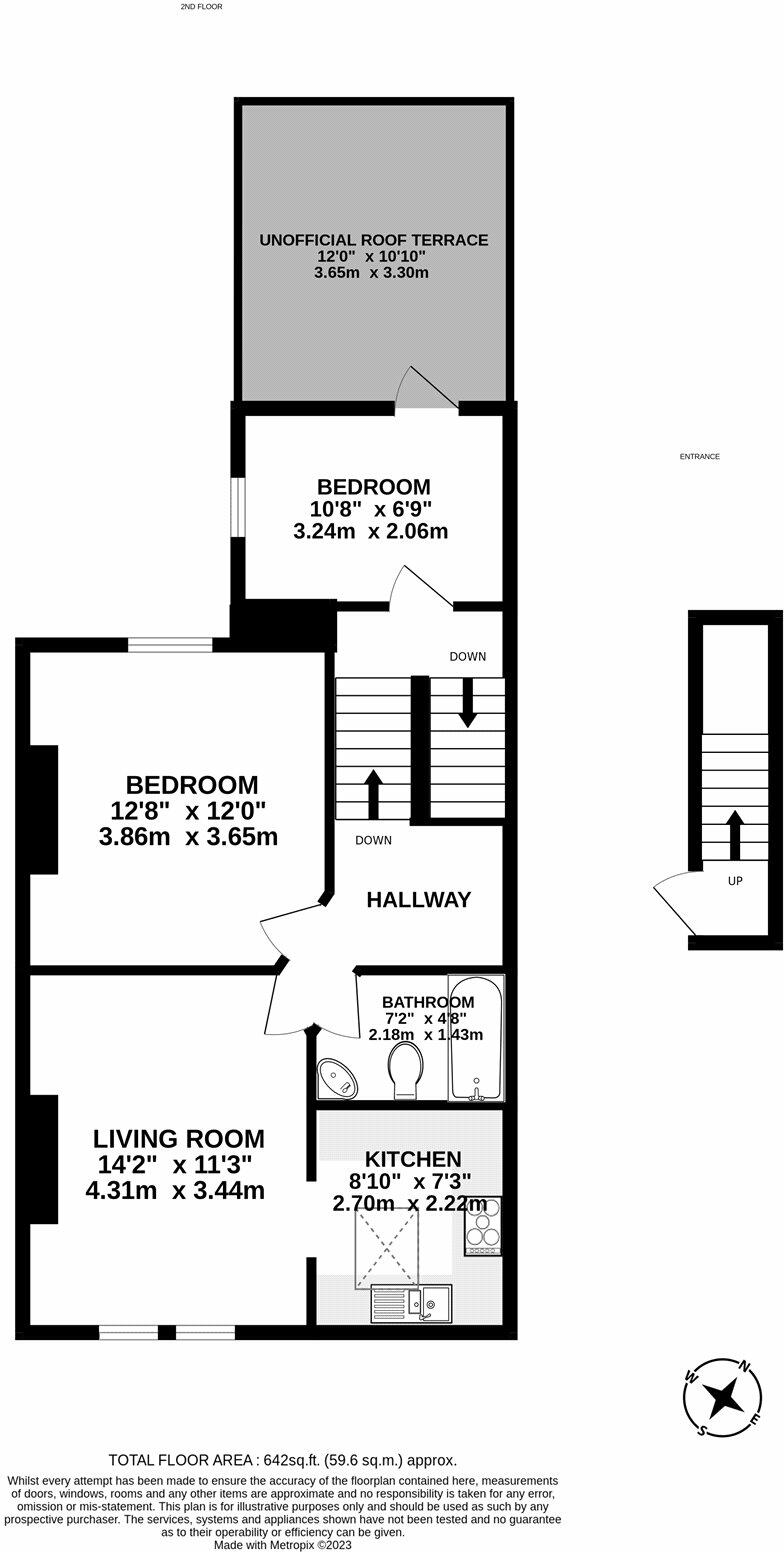 2ND FLOOR
UNOFFICIAL ROOF TERRACE
12'0" x 10'10"
3.65m x 3.30m
ENTRANCE
BEDROOM
10'8" x 6'9"
3.24m x 2.06m
DOWN
BEDROOM
12'8" x 12'0"
3.86m x 3.65m
DOWN
UP
HALLWAY
BATHROOM
7'2" x 4'8"
2.18m x 1.43m
LIVING ROOM
14'2" x 11'3"
4.31m x 3.44m
KITCHEN
8'10" x 7'3"
2.70m x 2.22m
N
W
E
S
TOTAL FLOOR AREA : 642sq.ft. (59.6 sq.m.) approx.
Whilst every attempt has been made to ensure the accuracy of the floorplan contained here, measurements
of doors, windows, rooms and any other items are approximate and no responsibility is taken for any error,
omission or mis-statement. This plan is for illustrative purposes only and should be used as such by any
prospective purchaser. The services, systems and appliances shown have not been tested and no guarantee
as to their operability or efficiency can be given.
Made with Metropix ©2023